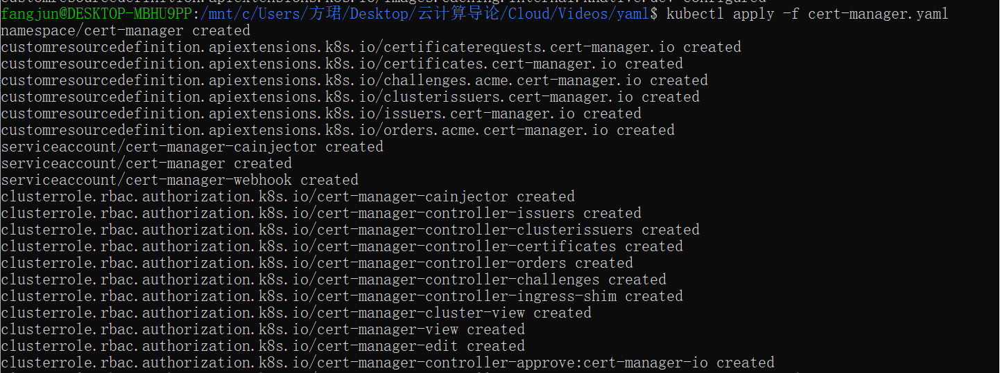 fangjun@DESKTOP-MBHU9PP:/mnt/c/Users/方珺/Desktop/云计算导论/Cloud/Videos/yaml$ kubectl apply -f cert-manager.yaml
namespace/cert-manager created
customresourcedefinition.apiextensions.k8s.io/certificaterequests.cert-manager.io created
customresourcedefinition.apiextensions.k8s.io/certificates.cert-manager.io created
customresourcedefinition.apiextensions.k8s.io/challenges.acme.cert-manager.io created
customresourcedefinition.apiextensions.k8s.io/clusterissuers.cert-manager.io created
customresourcedefinition.apiextensions.k8s.io/issuers.cert-manager.io created
customresourcedefinition.apiextensions.k8s.io/orders.acme.cert-manager.io created
serviceaccount/cert-manager-cainjector created
serviceaccount/cert-manager created
serviceaccount/cert-manager-webhook created
clusterrole.rbac.authorization.k8s.io/cert-manager-cainjector created
clusterrole.rbac.authorization.k8s.io/cert-manager-controller-issuers created
clusterrole.rbac.authorization.k8s.io/cert-manager-controller-clusterissuers created
clusterrole.rbac.authorization.k8s.io/cert-manager-controller-certificates created
clusterrole.rbac.authorization.k8s.io/cert-manager-controller-orders created
clusterrole.rbac.authorization.k8s.io/cert-manager-controller-challenges created
clusterrole.rbac.authorization.k8s.io/cert-manager-controller-ingress-shim created
clusterrole.rbac.authorization.k8s.io/cert-manager-cluster-view created
clusterrole.rbac.authorization.k8s.io/cert-manager-view created
clusterrole.rbac.authorization.k8s.io/cert-manager-edit created
clusterrole.rbac.authorization.k8s.io/cert-manager-controller-approve:cert-manager-io created